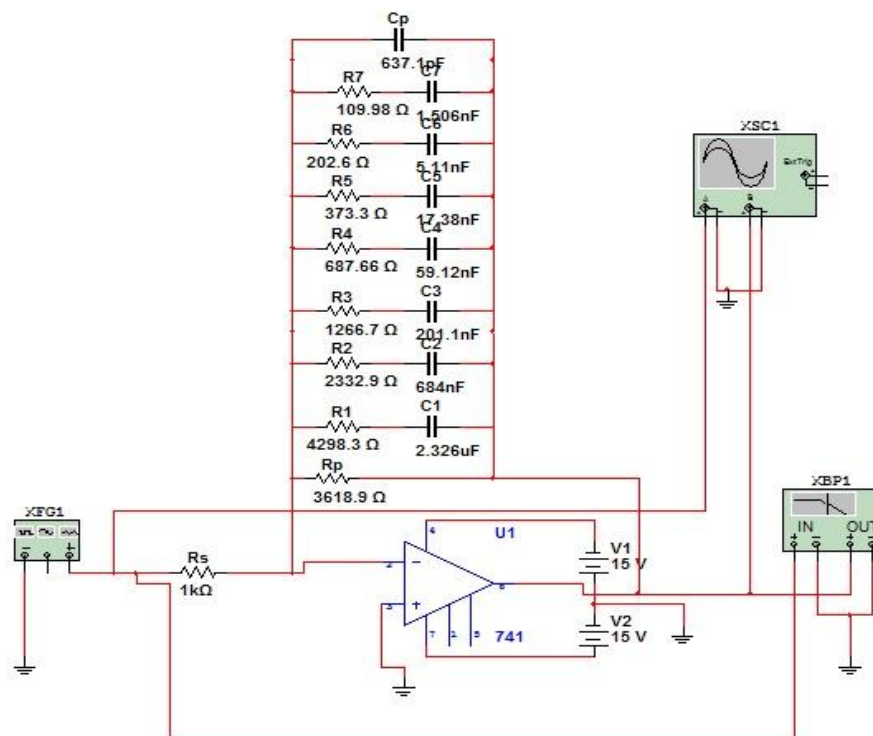 Cp
637.1pF
R7
C7
109.98 Ω
1.506nF
R6
C6
202.6 Ω
5.11nF
R5
C5
373.3 Ω
17.38nF
R4
C4
687.66 Ω
59.12nF
R3
C3
1266.7 Ω
201.1nF
R2
C2
2332.9 Ω
684nF
R1
C1
4298.3 Ω
2.326uF
Rp
3618.9 Ω
XSC1
Ext Trig
A
B
XFG1
Rs
1kΩ
U1
741
2
3
4
6
7
1
5
V1
15 V
V2
15 V
XBP1
IN
OUT